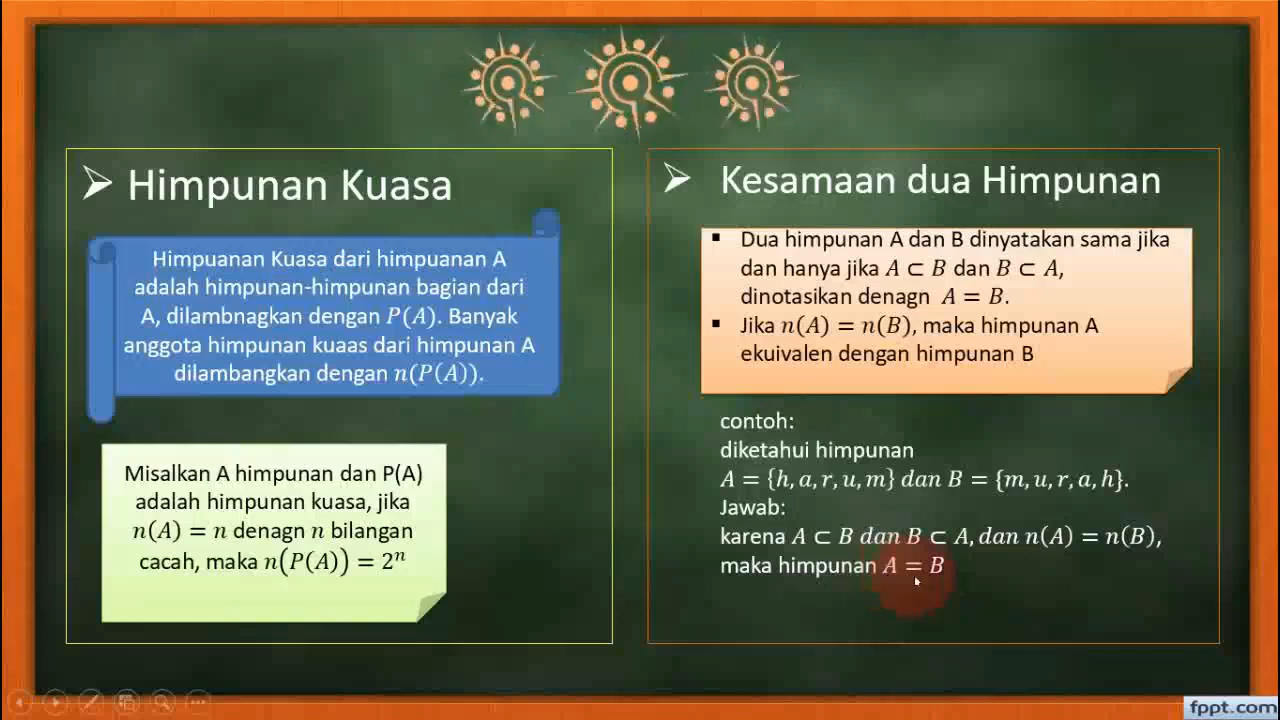 Himpunan Kuasa
Himpuanan Kuasa dari himpuanan A
adalah himpunan-himpunan bagian dari
A, dilambnagkan dengan P(A). Banyak
anggota himpunan kuaas dari himpunan A
dilambangkan dengan n(P(A)).
Misalkan A himpunan dan P(A)
adalah himpunan kuasa, jika
n(A) = n denagn n bilangan
cacah, maka n(P(A)) = 2ⁿ
Kesamaan dua Himpunan
Dua himpunan A dan B dinyatakan sama jika
dan hanya jika A ⊂ B dan B ⊂ A,
dinotasikan denagn A = B.
Jika n(A) = n(B), maka himpunan A
ekuivalen dengan himpunan B
contoh:
diketahui himpunan
A = {h, a, r, u, m} dan B = {m, u, r, a, h}.
Jawab:
karena A ⊂ B dan B ⊂ A, dan n(A) = n(B),
maka himpunan A = B
fppt.com